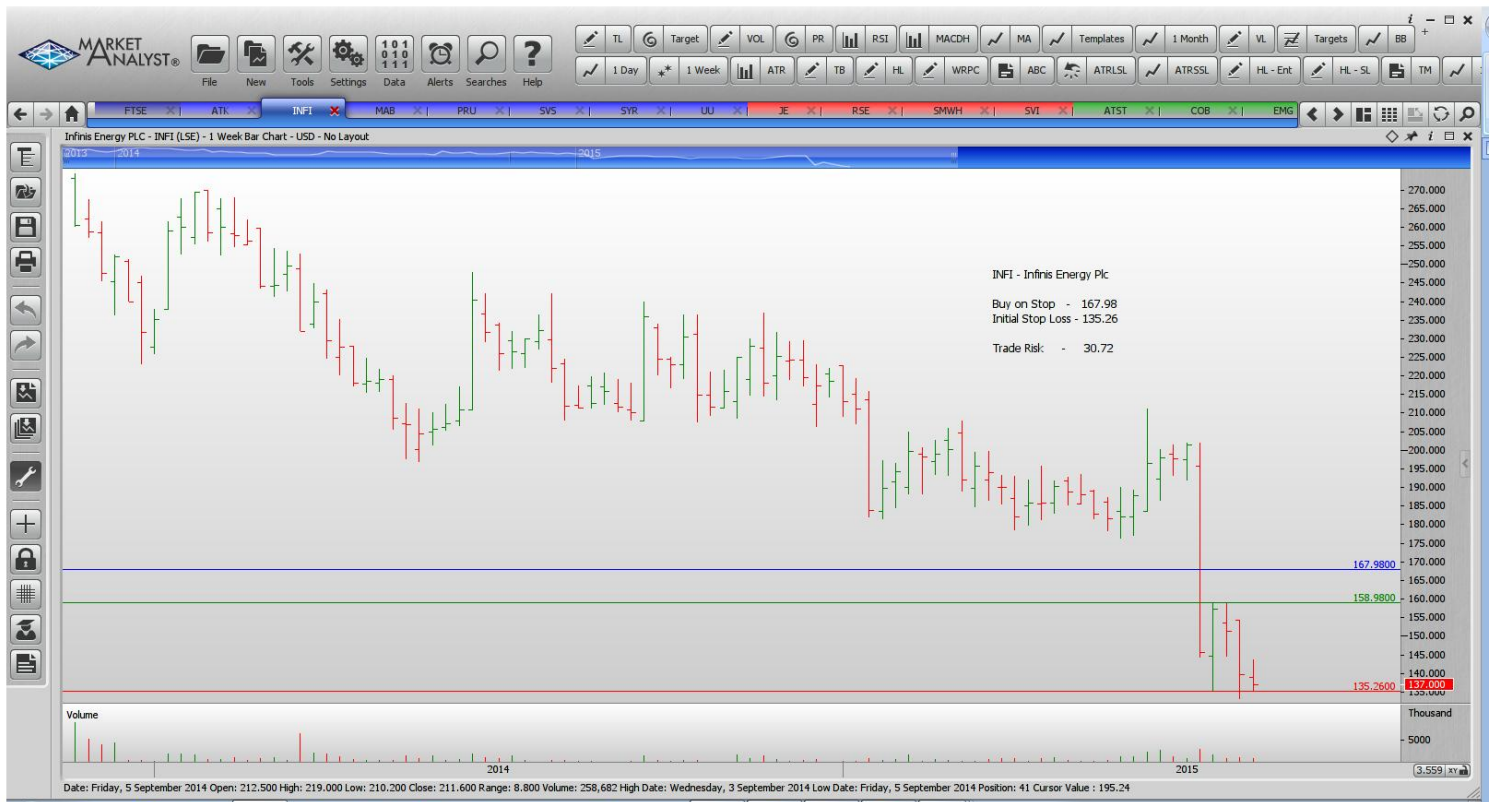 i
MARKET ANALYST®
File New Tools Settings Data Alerts Searches Help
101
010
111
?
TL Target VOL PR RSI MACDH MA Templates 1 Month VL Targets BB
1 Day 1 Week ATR TB HL WRPC ABC ATRLSL ATRSSL HL - Ent HL - SL TM
FTSE ATK INFI MAB PRU SVS SYR UU JE RSE SMWH SVI ATST COB EMG
Infinis Energy PLC - INFI (LSE) - 1 Week Bar Chart - USD - No Layout
2013 2014 2015
270.000
265.000
260.000
255.000
250.000
245.000
240.000
235.000
230.000
225.000
220.000
215.000
210.000
205.000
200.000
195.000
190.000
185.000
180.000
175.000
170.000
165.000
160.000
155.000
150.000
145.000
140.000
137.000
135.000
INFI - Infinis Energy Plc
Buy on Stop - 167.98
Initial Stop Loss - 135.26
Trade Risk - 30.72
167.9800
158.9800
135.2600
Volume
Thousand
5000
2014 2015
3.559 XY
Date: Friday, 5 September 2014 Open: 212.500 High: 219.000 Low: 210.200 Close: 211.600 Range: 8.800 Volume: 258,682 High Date: Wednesday, 3 September 2014 Low Date: Friday, 5 September 2014 Position: 41 Cursor Value : 195.24